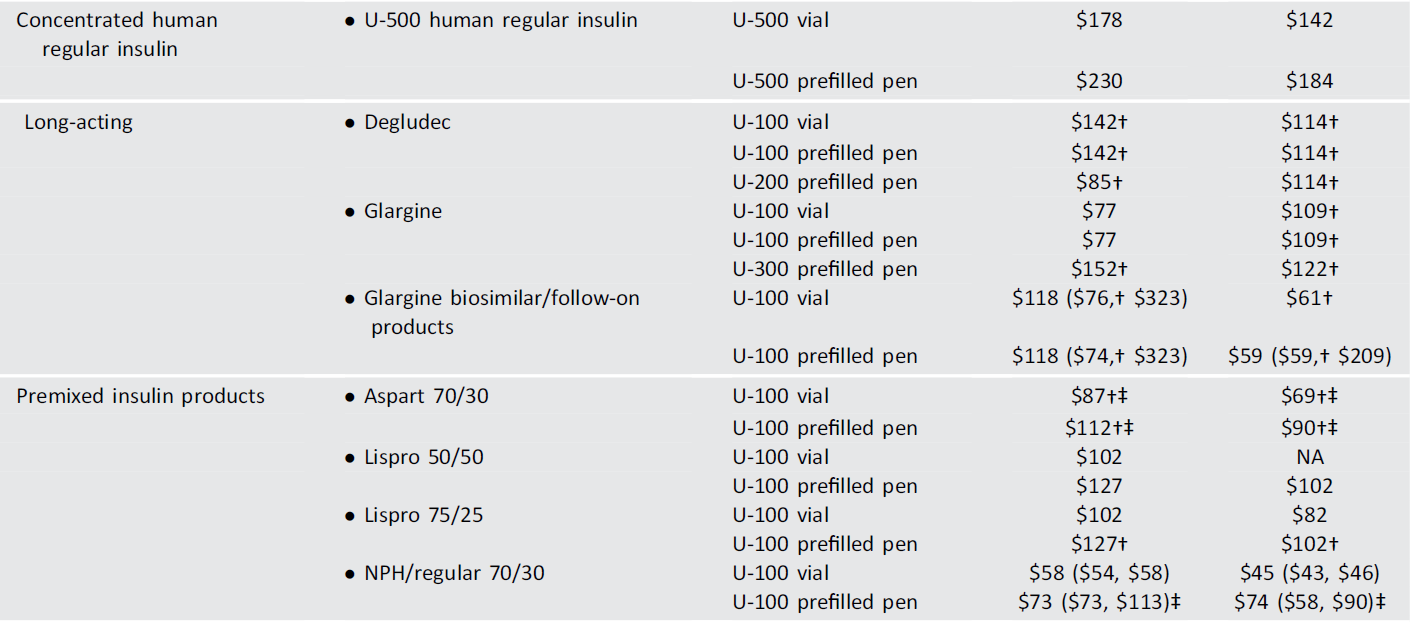 Concentrated human ● U-500 human regular insulin U-500 vial $178 $142
regular insulin
U-500 prefilled pen $230 $184
Long-acting ● Degludec U-100 vial $142† $114†
U-100 prefilled pen $142† $114†
U-200 prefilled pen $85† $114†
● Glargine U-100 vial $77 $109†
U-100 prefilled pen $77 $109†
U-300 prefilled pen $152† $122†
● Glargine biosimilar/follow-on U-100 vial $118 ($76,† $323) $61†
products
U-100 prefilled pen $118 ($74,† $323) $59 ($59,† $209)
Premixed insulin products ● Aspart 70/30 U-100 vial $87†‡ $69†‡
U-100 prefilled pen $112†‡ $90†‡
● Lispro 50/50 U-100 vial $102 NA
U-100 prefilled pen $127 $102
● Lispro 75/25 U-100 vial $102 $82
U-100 prefilled pen $127† $102†
● NPH/regular 70/30 U-100 vial $58 ($54, $58) $45 ($43, $46)
U-100 prefilled pen $73 ($73, $113)‡ $74 ($58, $90)‡